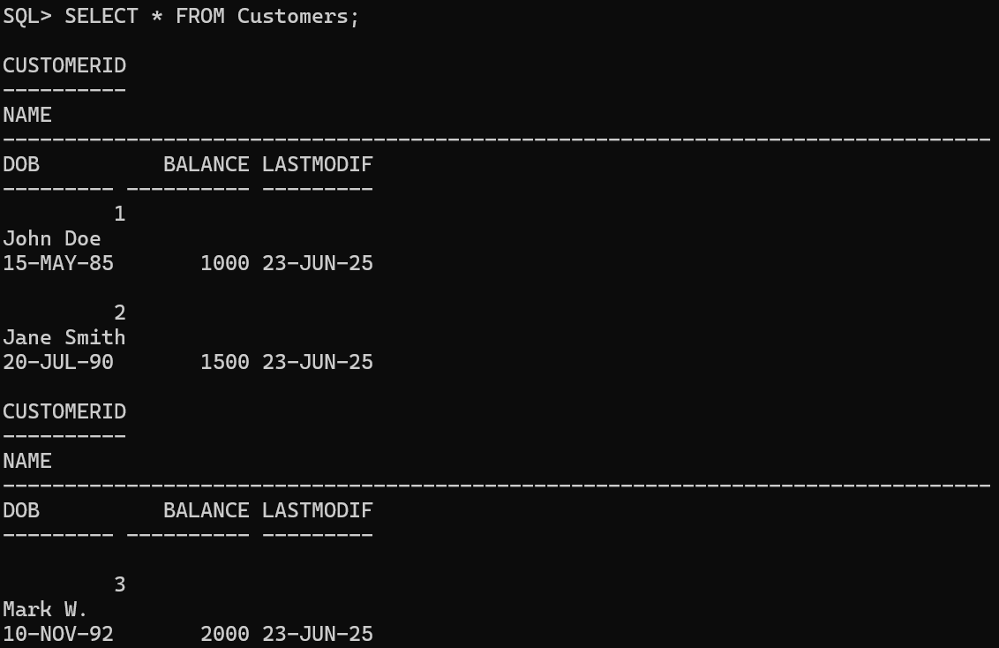 SQL> SELECT * FROM Customers;
CUSTOMERID
----------
NAME
--------------------------------------------------------------------------------
DOB          BALANCE LASTMODIF
--------- ---------- ---------
         1
John Doe
15-MAY-85       1000 23-JUN-25
         2
Jane Smith
20-JUL-90       1500 23-JUN-25
CUSTOMERID
----------
NAME
--------------------------------------------------------------------------------
DOB          BALANCE LASTMODIF
--------- ---------- ---------
         3
Mark W.
10-NOV-92       2000 23-JUN-25